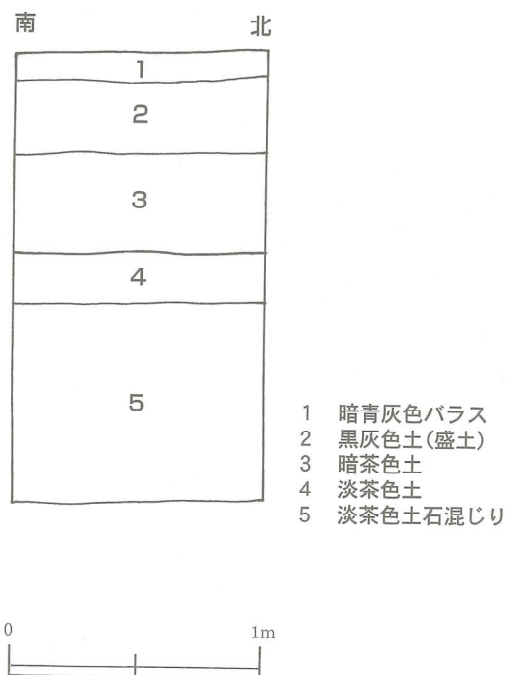 南 北
1
2
3
4
5
1 暗青灰色バラス
2 黒灰色土(盛土)
3 暗茶色土
4 淡茶色土
5 淡茶色土石混じり
0 1m